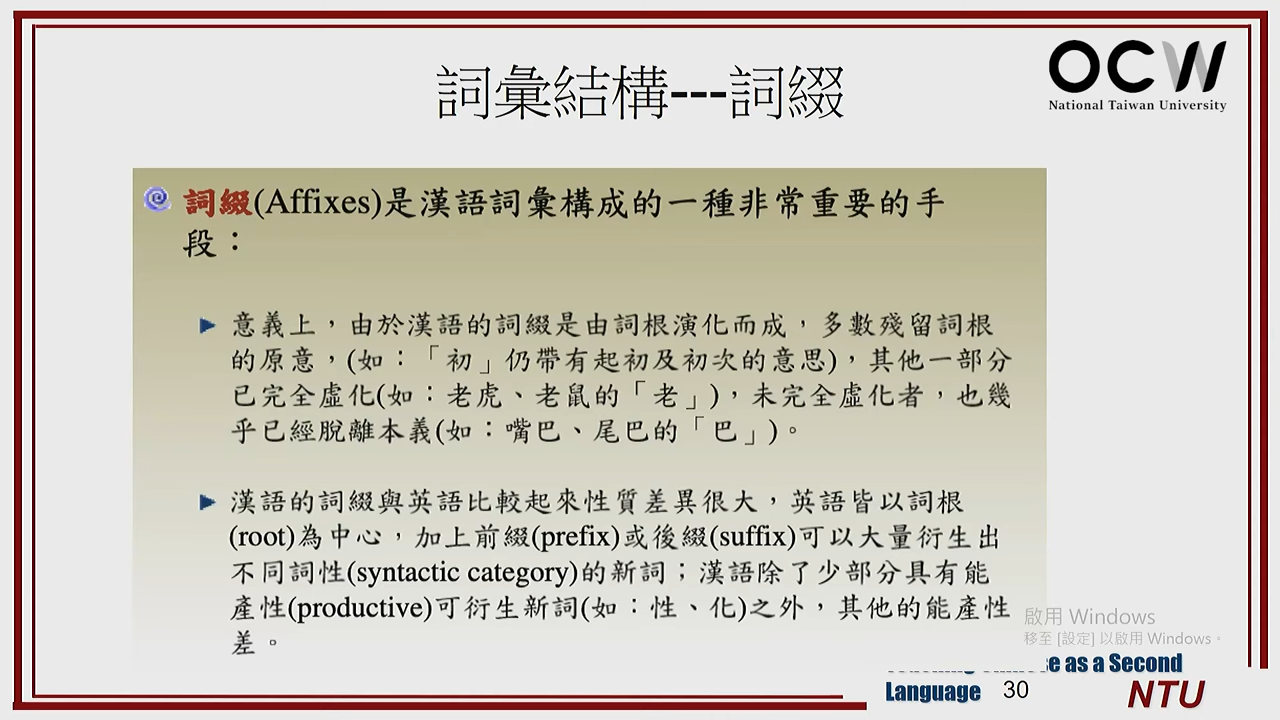 OCW
National Taiwan University
詞彙結構---詞綴
詞綴(Affixes)是漢語詞彙構成的一種非常重要的手
段：
意義上，由於漢語的詞綴是由詞根演化而成，多數殘留詞根
的原意，(如：「初」仍帶有起初及初次的意思)，其他一部分
已完全虛化(如：老虎、老鼠的「老」)，未完全虛化者，也幾
乎已經脫離本義(如：嘴巴、尾巴的「巴」)。
漢語的詞綴與英語比較起來性質差異很大，英語皆以詞根
(root)為中心，加上前綴(prefix)或後綴(suffix)可以大量衍生出
不同詞性(syntactic category)的新詞；漢語除了少部分具有能
產性(productive)可衍生新詞(如：性、化)之外，其他的能產性
差。
啟用 Windows
移至 [設定] 以啟用 Windows。
as a Second
Language 30
NTU